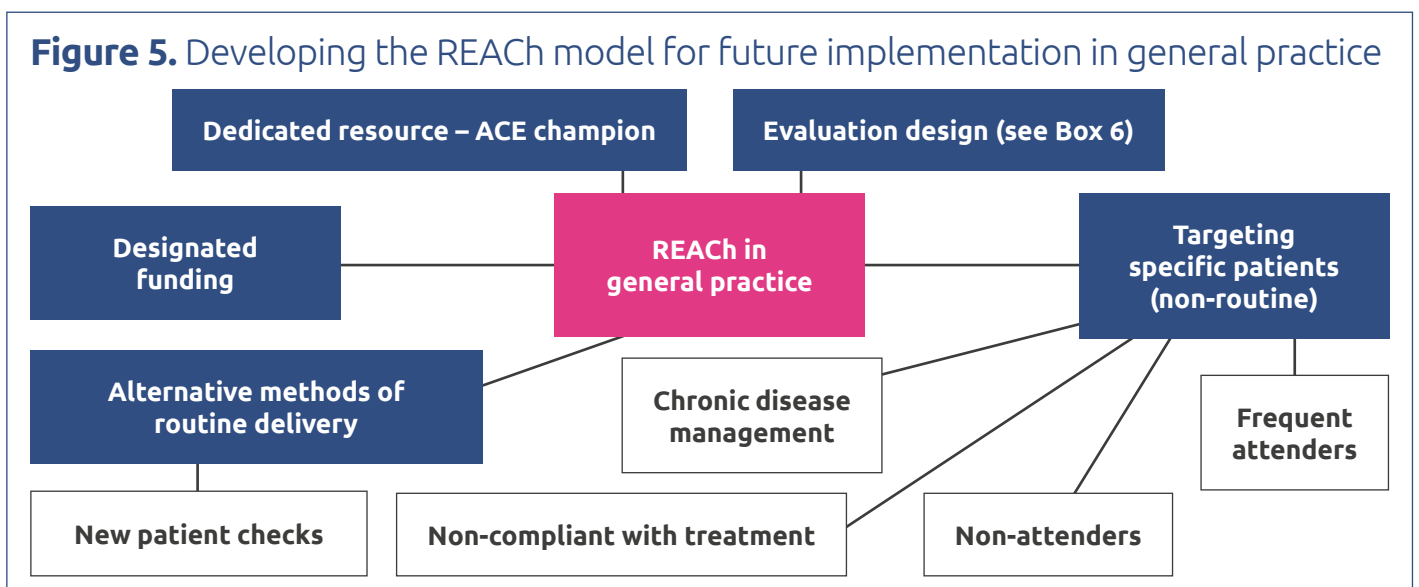 Figure 5. Developing the REACh model for future implementation in general practice
Dedicated resource – ACE champion
Evaluation design (see Box 6)
Designated
funding
REACh in
general practice
Targeting
specific patients
(non-routine)
Alternative methods of
routine delivery
Chronic disease
management
Frequent
attenders
New patient checks
Non-compliant with treatment
Non-attenders